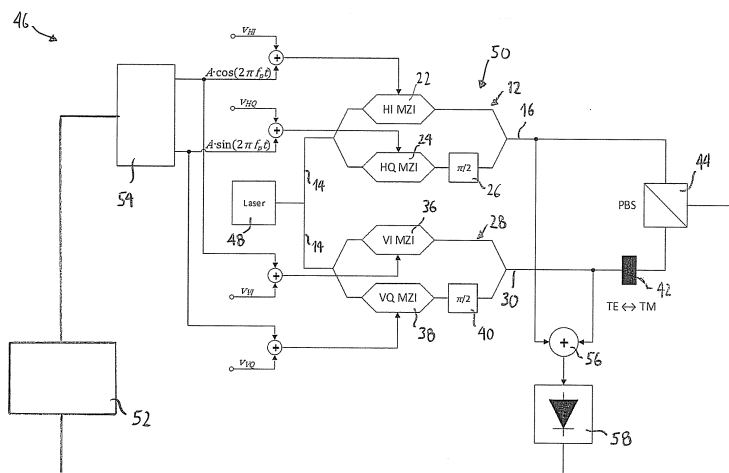 46
v_HI
50
A·cos(2πf_p t)
22
12
HI MZI
16
v_HQ
54
A·sin(2πf_p t)
24
HQ MZI
π/2
26
44
14
Laser
48
PBS
14
36
28
VI MZI
30
42
v_VI
VQ MZI
π/2
38
40
TE ↔ TM
56
v_VQ
52
58